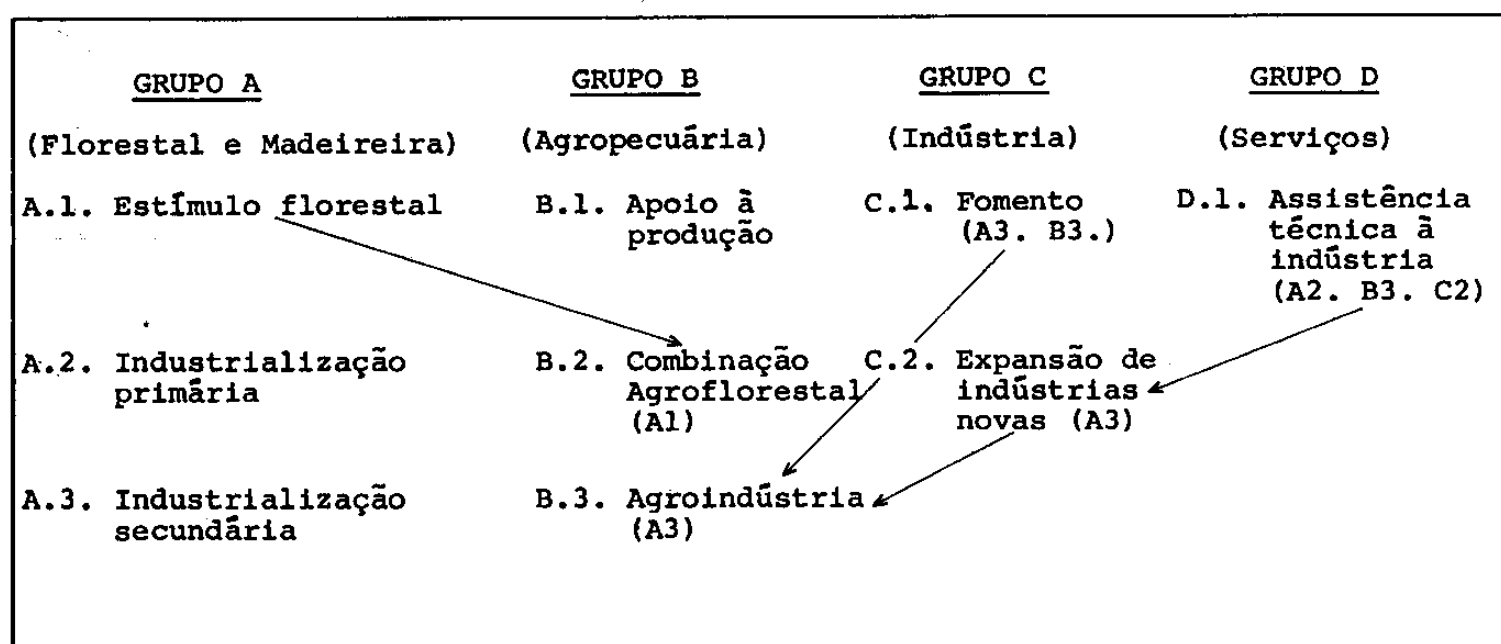 GRUPO A
GRUPO B
GRUPO C
GRUPO D
(Florestal e Madeireira)
(Agropecuária)
(Indústria)
(Serviços)
A.1. Estímulo florestal
B.1. Apoio à
produção
C.1. Fomento
(A3. B3.)
D.1. Assistência
técnica à
indústria
(A2. B3. C2)
A.2. Industrialização
primária
B.2. Combinação
Agroflorestal
(A1)
C.2. Expansão de
indústrias
novas (A3)
A.3. Industrialização
secundária
B.3. Agroindústria
(A3)